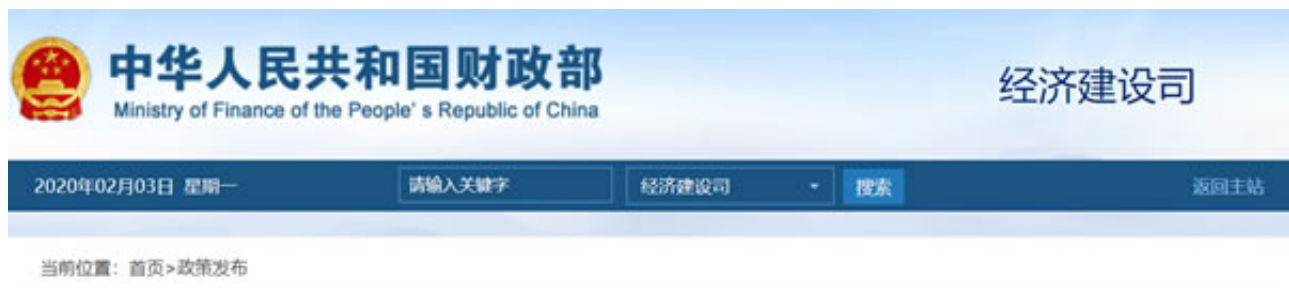 中华人民共和国财政部
Ministry of Finance of the People's Republic of China
经济建设司
2020年02月03日 星期一 请输入关键字 经济建设司 搜索 返回主站
当前位置：首页>政策发布